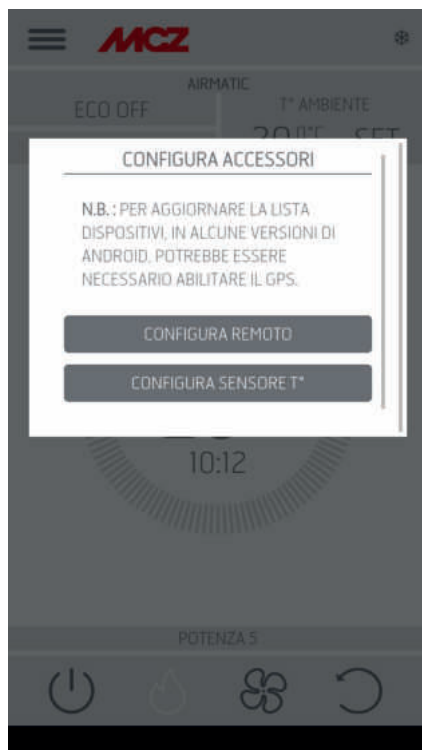 MCZ
AIRMATIC
ECO OFF
T° AMBIENTE
SET
CONFIGURA ACCESSORI
N.B. : PER AGGIORNARE LA LISTA
DISPOSITIVI, IN ALCUNE VERSIONI DI
ANDROID, POTREBBE ESSERE
NECESSARIO ABILITARE IL GPS.
CONFIGURA REMOTO
CONFIGURA SENSORE T°
10:12
POTENZA 5